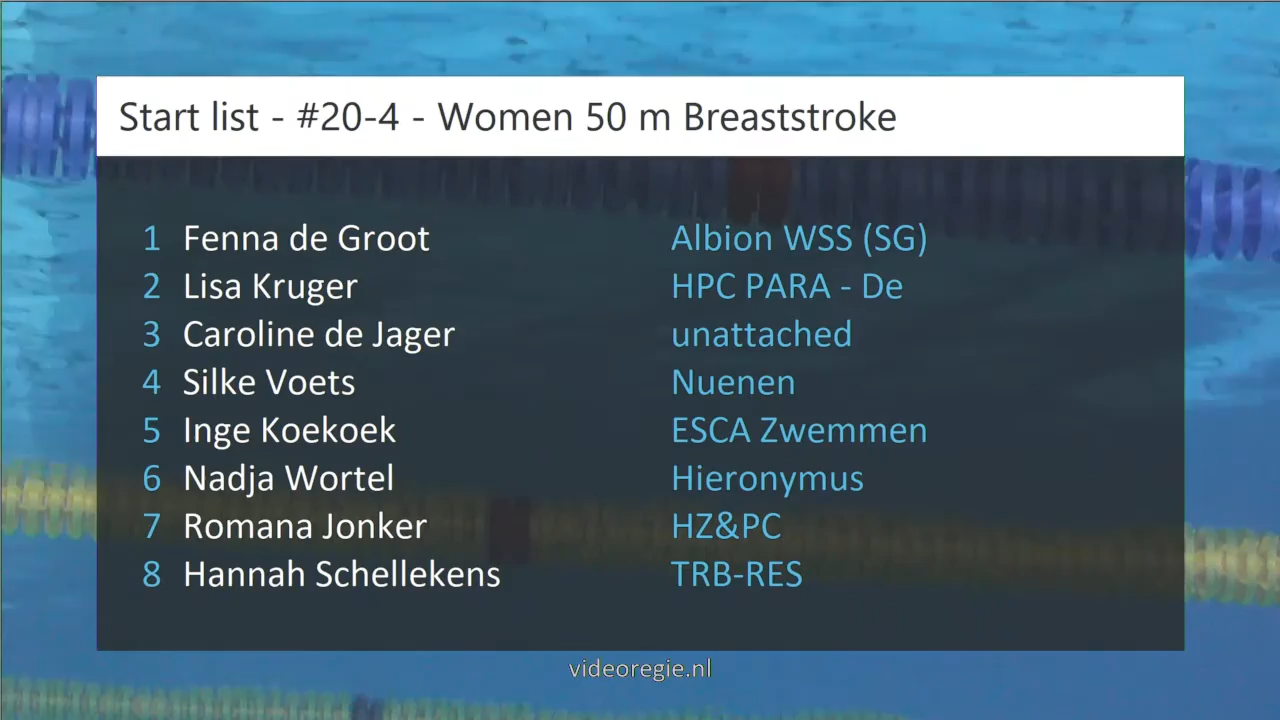 Start list - #20-4 - Women 50 m Breaststroke
1 Fenna de Groot Albion WSS (SG)
2 Lisa Kruger HPC PARA - De
3 Caroline de Jager unattached
4 Silke Voets Nuenen
5 Inge Koekoek ESCA Zwemmen
6 Nadja Wortel Hieronymus
7 Romana Jonker HZ&PC
8 Hannah Schellekens TRB-RES
videoregie.nl